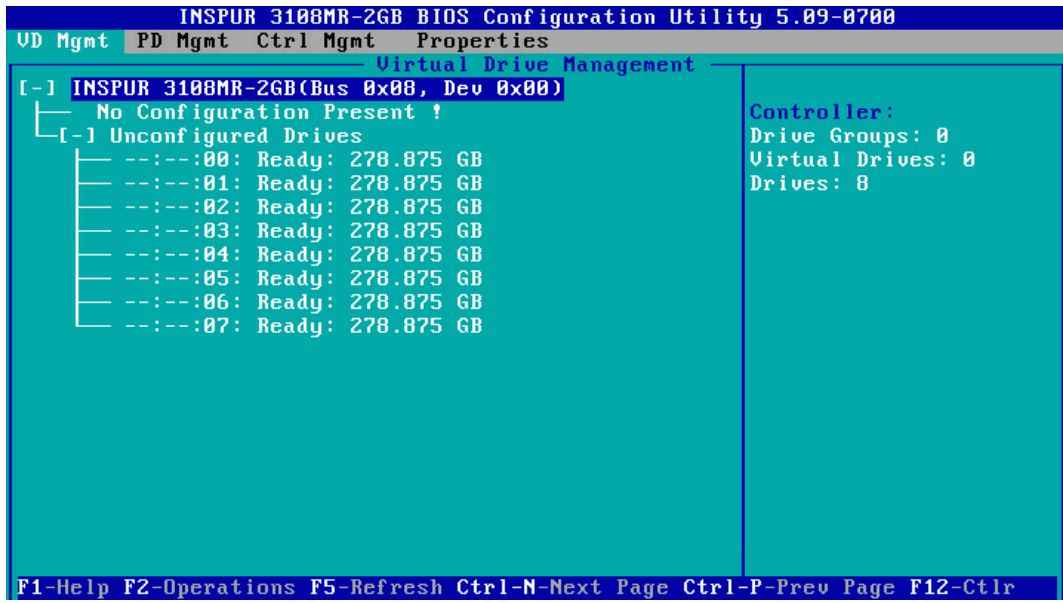 INSPUR 3108MR-2GB BIOS Configuration Utility 5.09-0700
VD Mgmt PD Mgmt Ctrl Mgmt Properties
Virtual Drive Management
[-] INSPUR 3108MR-2GB(Bus 0x08, Dev 0x00)
No Configuration Present !
[-] Unconfigured Drives
--:--:00: Ready: 278.875 GB
--:--:01: Ready: 278.875 GB
--:--:02: Ready: 278.875 GB
--:--:03: Ready: 278.875 GB
--:--:04: Ready: 278.875 GB
--:--:05: Ready: 278.875 GB
--:--:06: Ready: 278.875 GB
--:--:07: Ready: 278.875 GB
Controller:
Drive Groups: 0
Virtual Drives: 0
Drives: 8
F1-Help F2-Operations F5-Refresh Ctrl-N-Next Page Ctrl-P-Prev Page F12-Ctlr